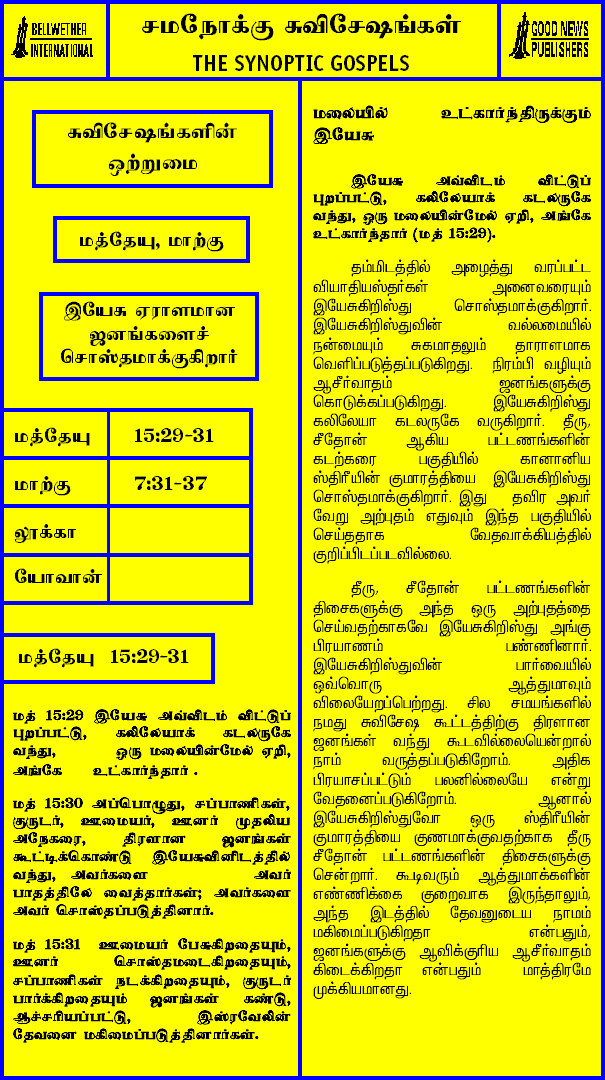 BELLWETHER
INTERNATIONAL
சமநோக்கு சுவிசேஷங்கள்
THE SYNOPTIC GOSPELS
GOOD NEWS
PUBLISHERS
சுவிசேஷங்களின்
ஒற்றுமை
மத்தேயு, மாற்கு
இயேசு ஏராளமான
ஜனங்களைச்
சொஸ்தமாக்குகிறார்
மத்தேயு 15:29-31
மாற்கு 7:31-37
லூக்கா
யோவான்
மத்தேயு 15:29-31
மத் 15:29 இயேசு அவ்விடம் விட்டுப்
புறப்பட்டு, கலிலேயாக் கடலருகே
வந்து, ஒரு மலையின்மேல் ஏறி,
அங்கே உட்கார்ந்தார் .
மத் 15:30 அப்பொழுது, சப்பாணிகள்,
குருடர், ஊமையர், ஊனர் முதலிய
அநேகரை, திரளான ஜனங்கள்
கூட்டிக்கொண்டு இயேசுவினிடத்தில்
வந்து, அவர்களை அவர்
பாதத்திலே வைத்தார்கள்; அவர்களை
அவர் சொஸ்தப்படுத்தினார்.
மத் 15:31 ஊமையர் பேசுகிறதையும்,
ஊனர் சொஸ்தமடைகிறதையும்,
சப்பாணிகள் நடக்கிறதையும், குருடர்
பார்க்கிறதையும் ஜனங்கள் கண்டு,
ஆச்சரியப்பட்டு, இஸ்ரவேலின்
தேவனை மகிமைப்படுத்தினார்கள்.
மலையில் உட்கார்ந்திருக்கும்
இயேசு
இயேசு அவ்விடம் விட்டுப்
புறப்பட்டு, கலிலேயாக் கடலருகே
வந்து, ஒரு மலையின்மேல் ஏறி, அங்கே
உட்கார்ந்தார் (மத் 15:29).
தம்மிடத்தில் அழைத்து வரப்பட்ட
வியாதியஸ்தர்கள் அனைவரையும்
இயேசுகிறிஸ்து சொஸ்தமாக்குகிறார்.
இயேசுகிறிஸ்துவின் வல்லமையில்
நன்மையும் சுகமாதலும் தாராளமாக
வெளிப்படுத்தப்படுகிறது. நிரம்பி வழியும்
ஆசீர்வாதம் ஜனங்களுக்கு
கொடுக்கப்படுகிறது. இயேசுகிறிஸ்து
கலிலேயா கடலருகே வருகிறார். தீரு,
சீதோன் ஆகிய பட்டணங்களின்
கடற்கரை பகுதியில் கானானிய
ஸ்திரீயின் குமாரத்தியை இயேசுகிறிஸ்து
சொஸ்தமாக்குகிறார். இது தவிர அவர்
வேறு அற்புதம் எதுவும் இந்த பகுதியில்
செய்ததாக வேதவாக்கியத்தில்
குறிப்பிடப்படவில்லை.
தீரு, சீதோன் பட்டணங்களின்
திசைகளுக்கு அந்த ஒரு அற்புதத்தை
செய்வதற்காகவே இயேசுகிறிஸ்து அங்கு
பிரயாணம் பண்ணினார்.
இயேசுகிறிஸ்துவின் பார்வையில்
ஒவ்வொரு ஆத்துமாவும்
விலையேறப்பெற்றது. சில சமயங்களில்
நமது சுவிசேஷ கூட்டத்திற்கு திரளான
ஜனங்கள் வந்து கூடவில்லையென்றால்
நாம் வருத்தப்படுகிறோம். அதிக
பிரயாசப்பட்டும் பலனில்லையே என்று
வேதனைப்படுகிறோம். ஆனால்
இயேசுகிறிஸ்துவோ ஒரு ஸ்திரீயின்
குமாரத்தியை குணமாக்குவதற்காக தீரு
சீதோன் பட்டணங்களின் திசைகளுக்கு
சென்றார். கூடிவரும் ஆத்துமாக்களின்
எண்ணிக்கை குறைவாக இருந்தாலும்,
அந்த இடத்தில் தேவனுடைய நாமம்
மகிமைப்படுகிறதா என்பதும்,
ஜனங்களுக்கு ஆவிக்குரிய ஆசீர்வாதம்
கிடைக்கிறதா என்பதும் மாத்திரமே
முக்கியமானது.